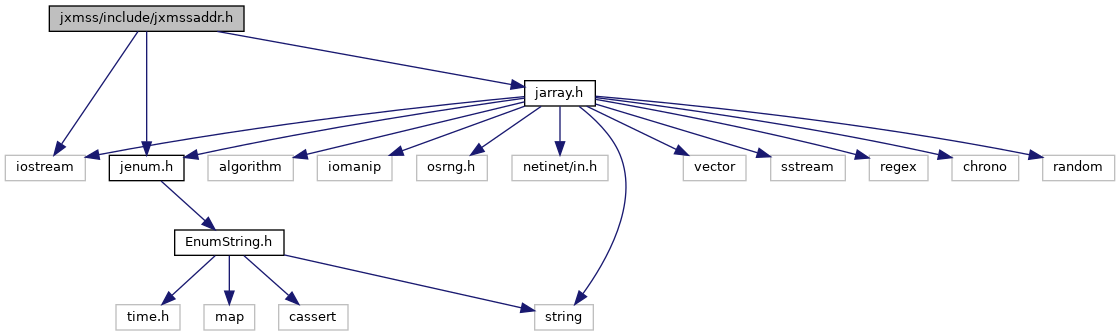 jxmss/include/jxmssaddr.h
jarray.h
iostream
jenum.h
algorithm
iomanip
osrng.h
netinet/in.h
vector
sstream
regex
chrono
random
EnumString.h
time.h
map
cassert
string